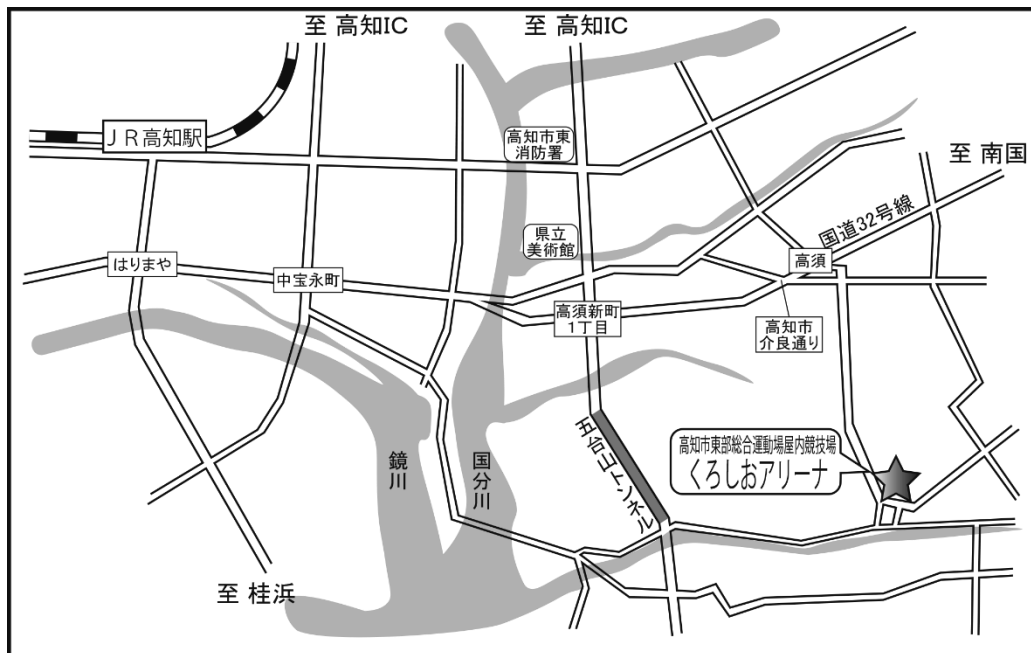 至 高知IC
至 高知IC
ＪＲ高知駅
高知市東
消防署
至 南国
国道32号線
県立
美術館
はりまや
中宝永町
高須
高須新町
1丁目
高知市
介良通り
鏡川
国分川
五台山トンネル
高知市東部総合運動場屋内競技場
くろしおアリーナ
至 桂浜